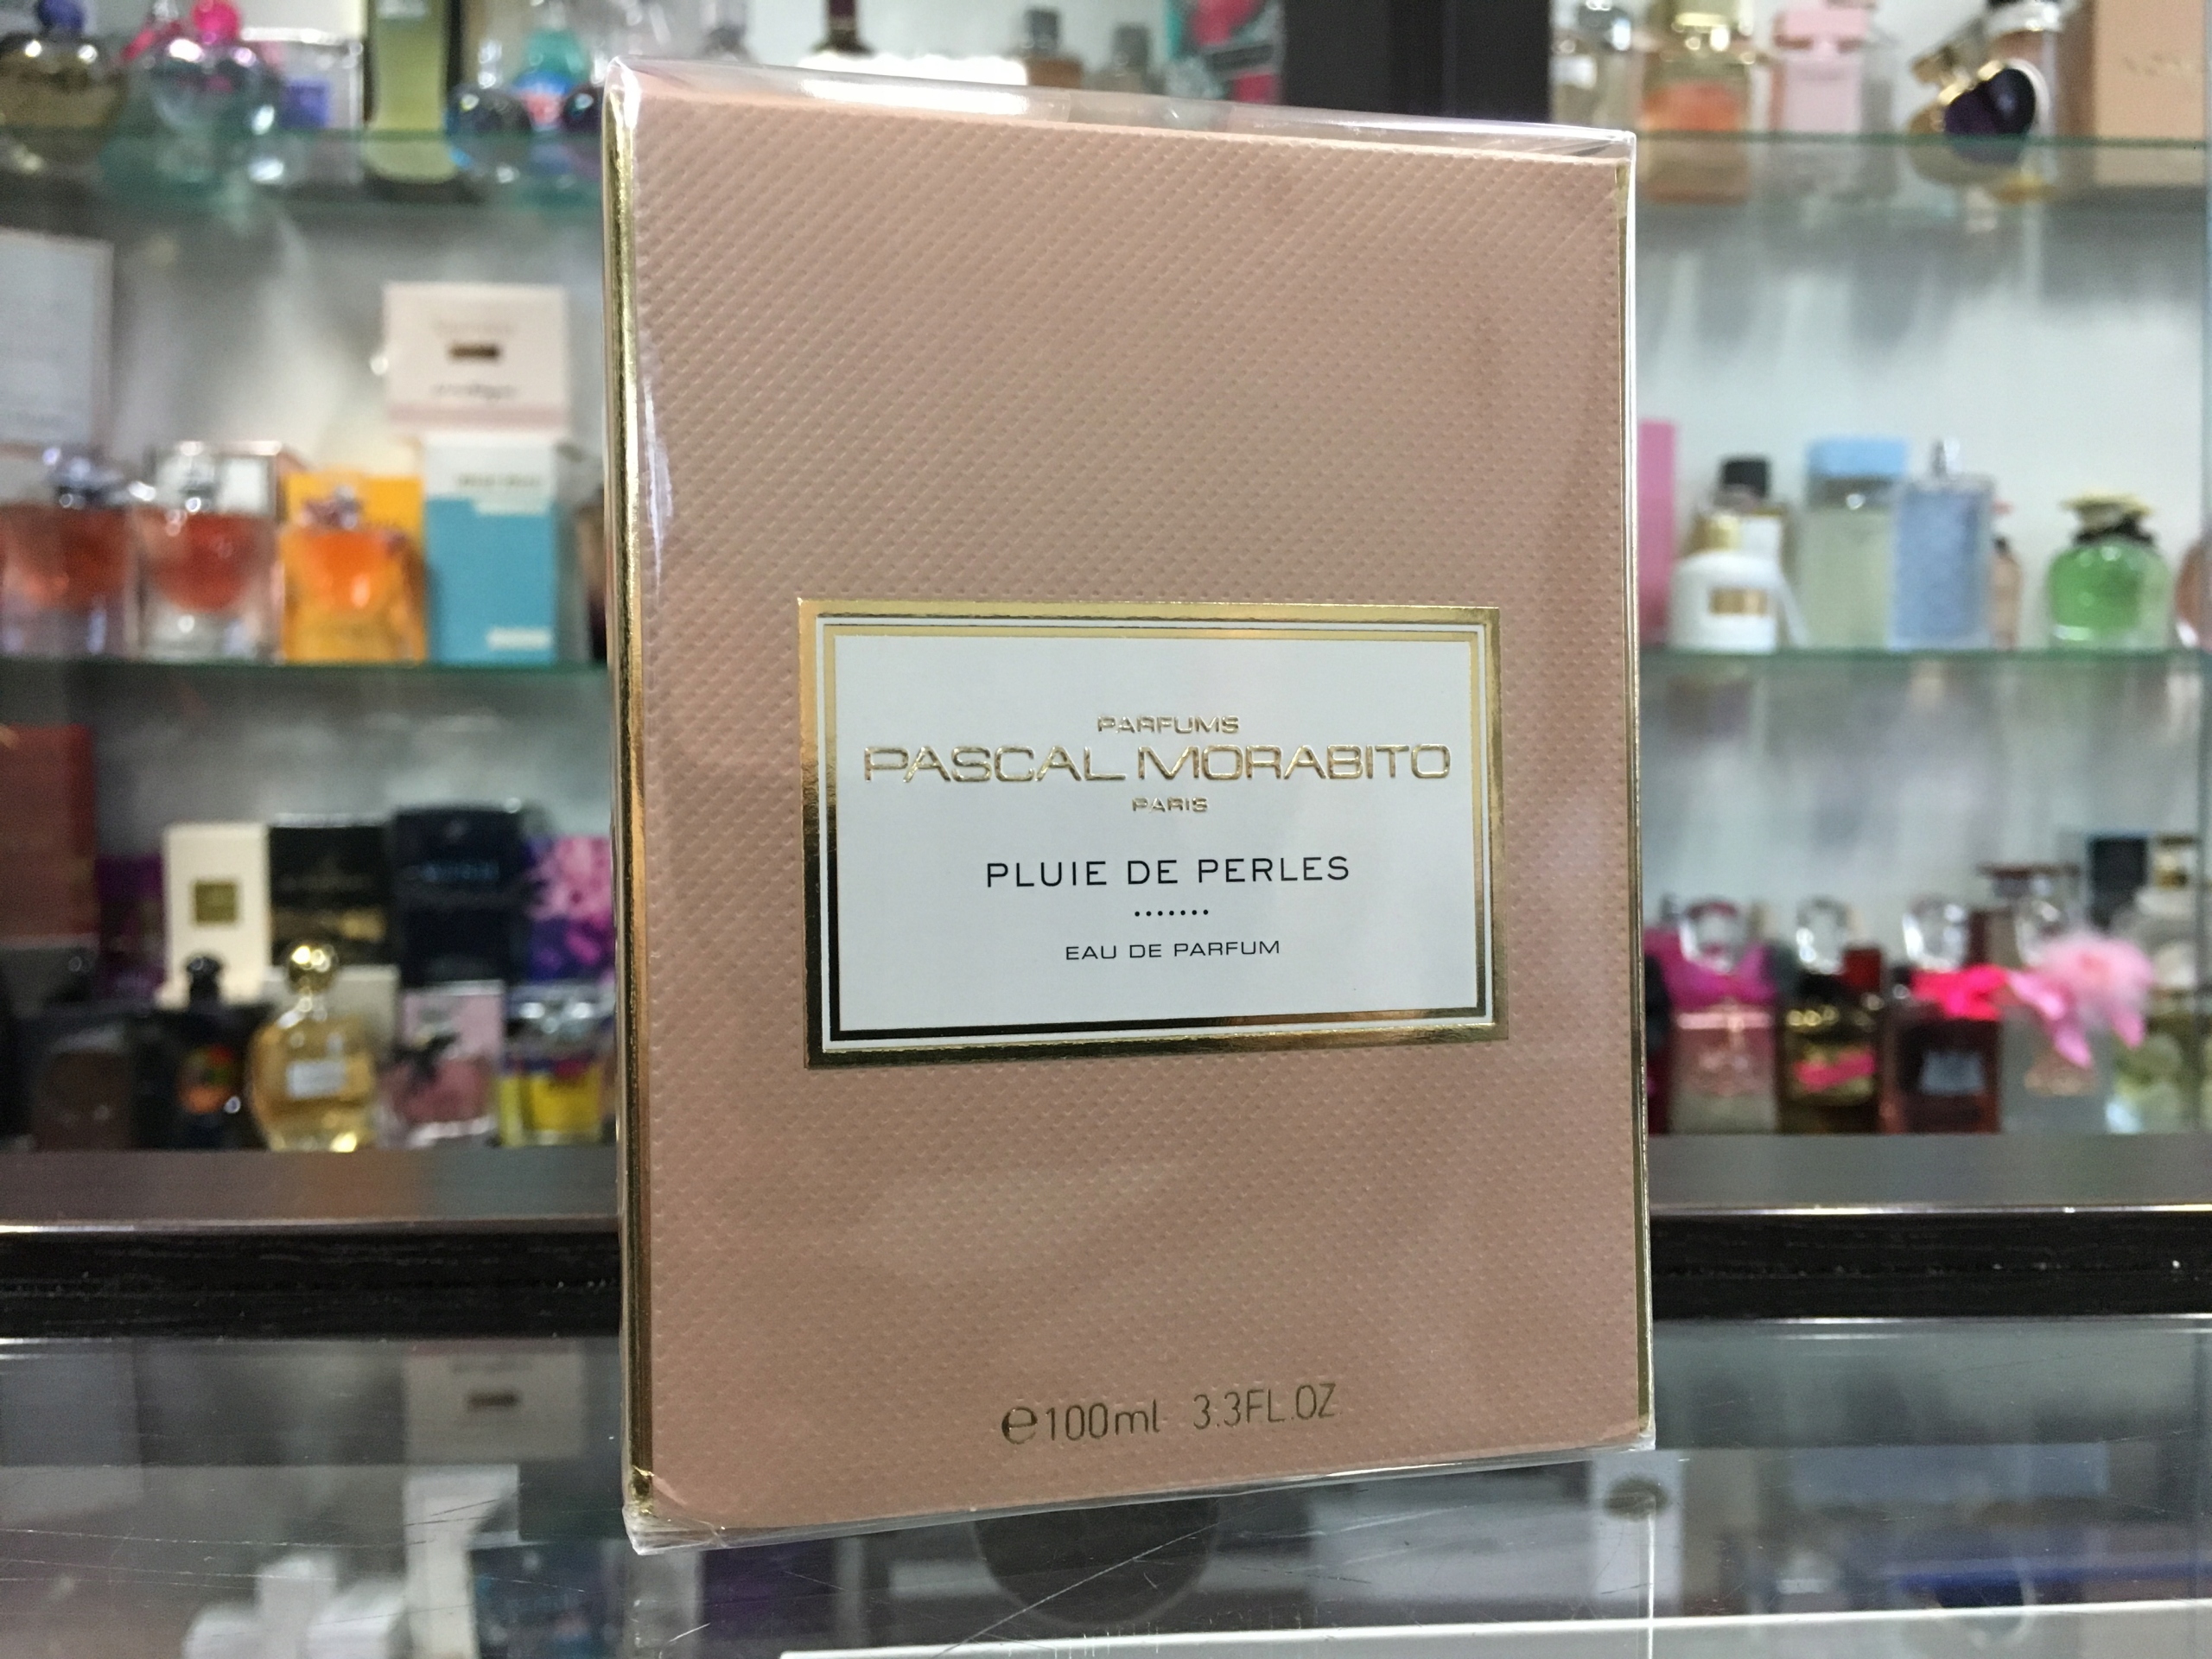 PARFUMS
PASCAL MORABITO
PARIS
PLUIE DE PERLES
EAU DE PARFUM
℮100ml 3.3FL.OZ